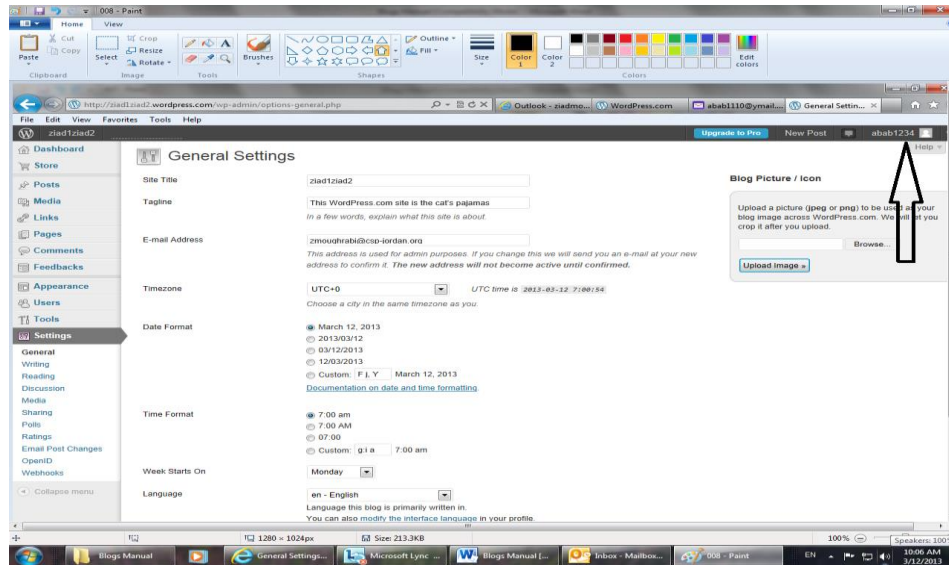 008 - Paint
Home View
Cut
Copy
Paste
Clipboard
Select
Crop
Resize
Rotate
Image
Tools
Brushes
Shapes
Outline
Fill
Size
Color 1
Color 2
Edit colors
Colors
http://ziad1ziad2.wordpress.com/wp-admin/options-general.php
Outlook - ziadmo... WordPress.com abab1110@ymail.... General Settin...
File Edit View Favorites Tools Help
ziad1ziad2 Upgrade to Pro New Post abab1234
Help
Dashboard
Store
Posts
Media
Links
Pages
Comments
Feedbacks
Appearance
Users
Tools
Settings
General
Writing
Reading
Discussion
Media
Sharing
Polls
Ratings
Email Post Changes
OpenID
Webhooks
Collapse menu
General Settings
Site Title ziad1ziad2
Tagline This WordPress.com site is the cat's pajamas
In a few words, explain what this site is about.
E-mail Address zmoughrabi@csp-jordan.org
This address is used for admin purposes. If you change this we will send you an e-mail at your new
address to confirm it. The new address will not become active until confirmed.
Timezone UTC+0 UTC time is 2013-03-12 7:00:54
Choose a city in the same timezone as you.
Date Format March 12, 2013
2013/03/12
03/12/2013
12/03/2013
Custom: F j, Y March 12, 2013
Documentation on date and time formatting.
Time Format 7:00 am
7:00 AM
07:00
Custom: g:i a 7:00 am
Week Starts On Monday
Language en - English
Language this blog is primarily written in.
You can also modify the interface language in your profile.
Blog Picture / Icon
Upload a picture (jpeg or png) to be used as your
blog image across WordPress.com. We will let you
crop it after you upload.
Browse...
Upload Image »
1280 × 1024px Size: 213.3KB 100%
Speakers: 100%
Blogs Manual General Settings... Microsoft Lync ... Blogs Manual [... Inbox - Mailbox... 008 - Paint EN 10:06 AM
3/12/2013